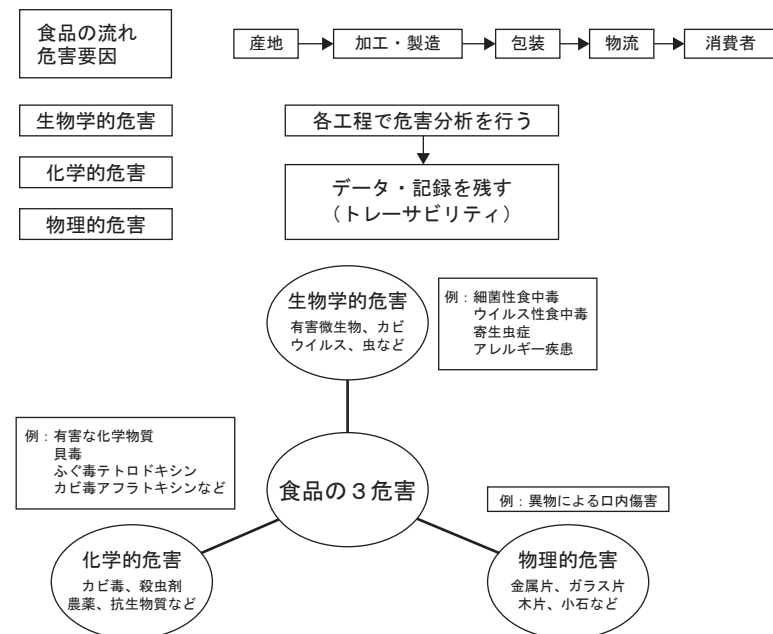 食品の流れ
危害要因
産地
加工・製造
包装
物流
消費者
生物学的危害
化学的危害
物理的危害
各工程で危害分析を行う
データ・記録を残す
（トレーサビリティ）
生物学的危害
有害微生物、カビ
ウイルス、虫など
例：細菌性食中毒
ウイルス性食中毒
寄生虫症
アレルギー疾患
例：有害な化学物質
貝毒
ふぐ毒テトロドキシン
カビ毒アフラトキシンなど
食品の３危害
例：異物による口内傷害
化学的危害
カビ毒、殺虫剤
農薬、抗生物質など
物理的危害
金属片、ガラス片
木片、小石など